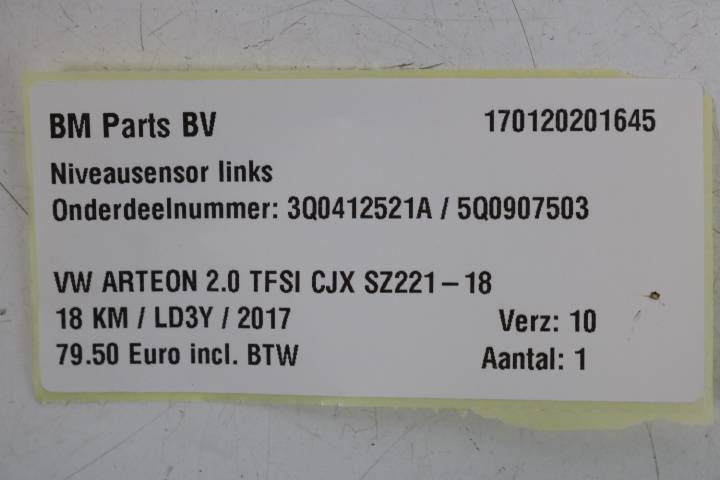 BM Parts BV 170120201645
Niveausensor links
Onderdeelnummer: 3Q0412521A / 5Q0907503
VW ARTEON 2.0 TFSI CJX SZ221-18
18 KM / LD3Y / 2017 Verz: 10
79.50 Euro incl. BTW Aantal: 1